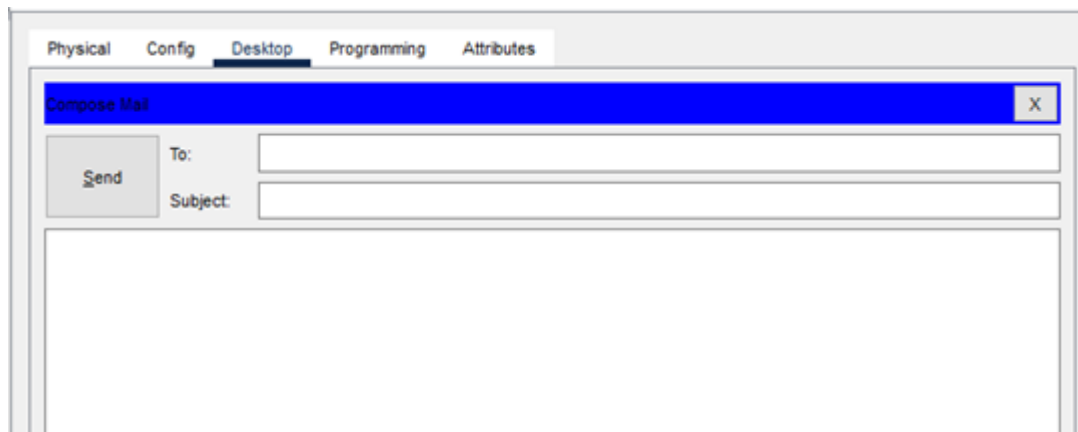 Physical Config Desktop Programming Attributes
Compose Mail X
Send
To:
Subject: